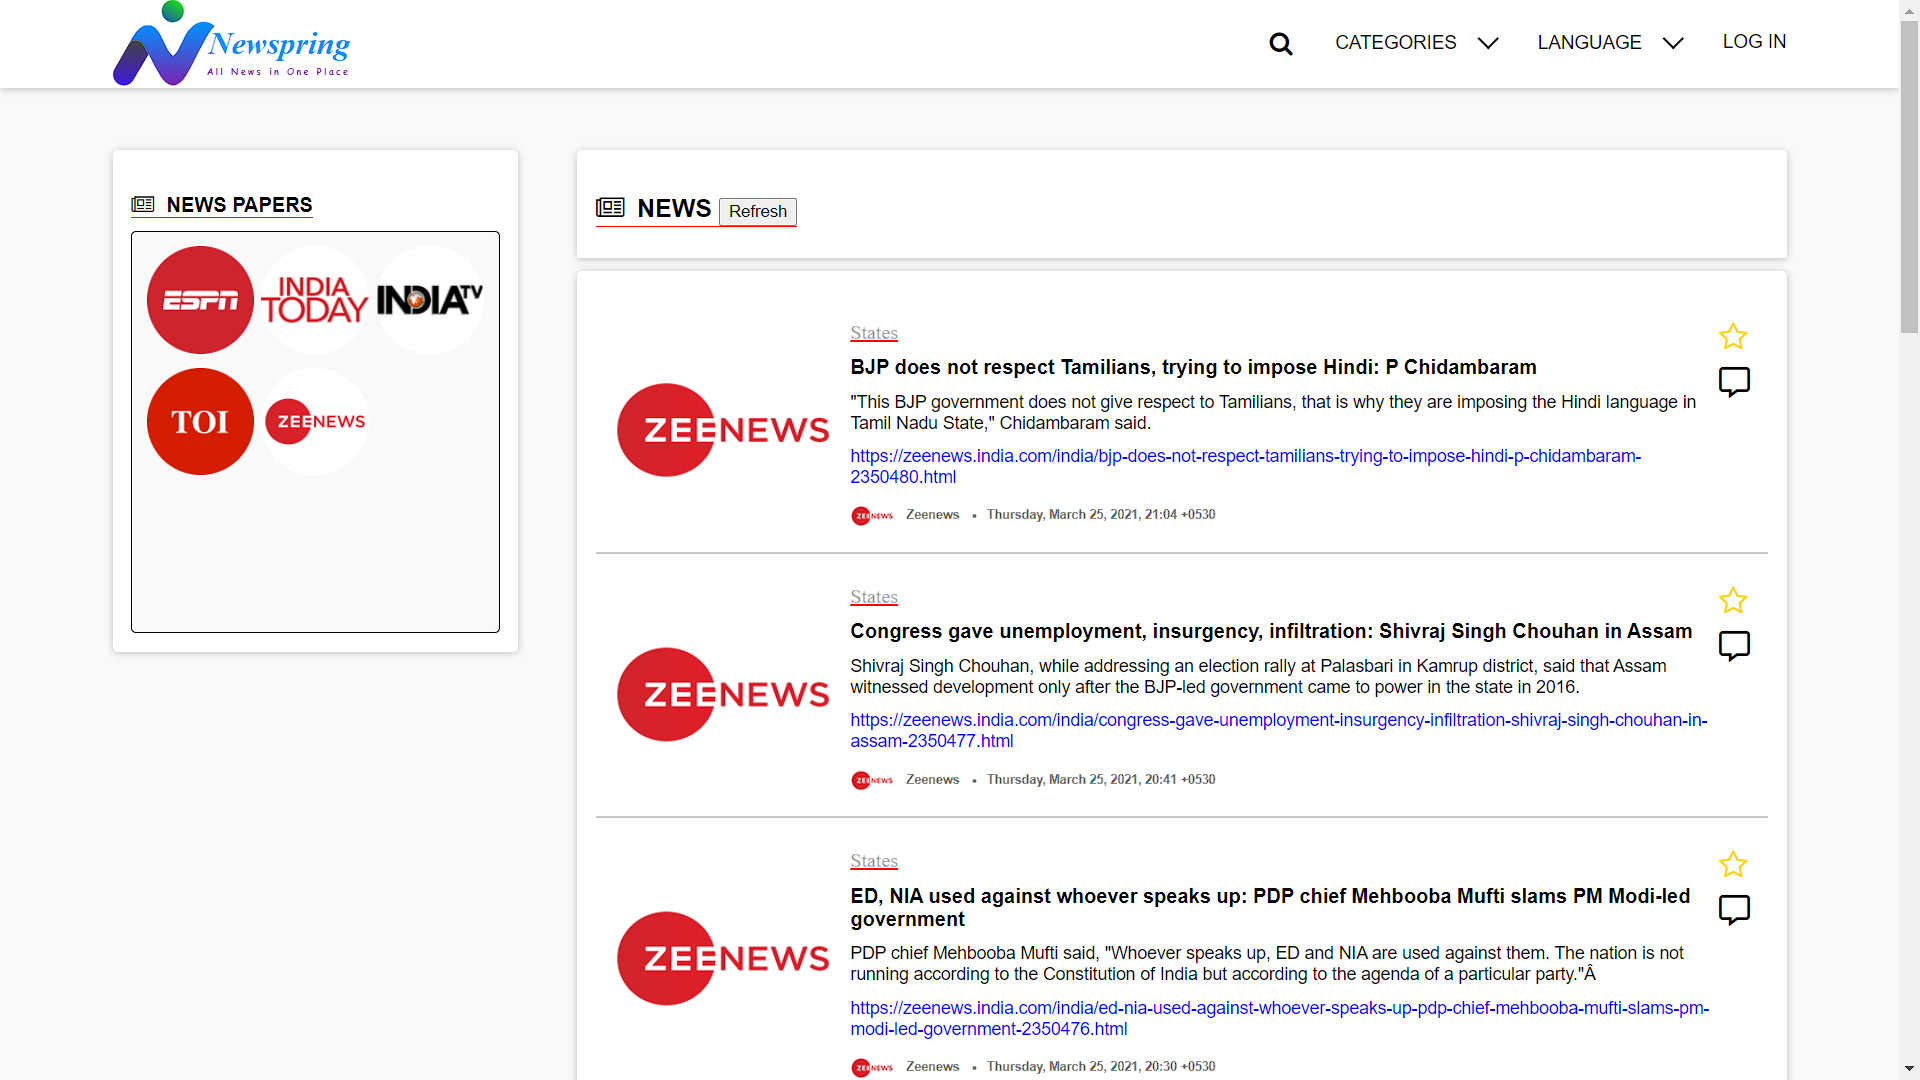 Newspring
All News in One Place
CATEGORIES
LANGUAGE
LOG IN
NEWS PAPERS
ESPN
INDIA TODAY
INDIA TV
TOI
ZEENEWS
NEWS Refresh
States
BJP does not respect Tamilians, trying to impose Hindi: P Chidambaram
"This BJP government does not give respect to Tamilians, that is why they are imposing the Hindi language in
Tamil Nadu State," Chidambaram said.
https://zeenews.india.com/india/bjp-does-not-respect-tamilians-trying-to-impose-hindi-p-chidambaram-
2350480.html
ZEENEWS
ZEENEWS Zeenews • Thursday, March 25, 2021, 21:04 +0530
States
Congress gave unemployment, insurgency, infiltration: Shivraj Singh Chouhan in Assam
Shivraj Singh Chouhan, while addressing an election rally at Palasbari in Kamrup district, said that Assam
witnessed development only after the BJP-led government came to power in the state in 2016.
https://zeenews.india.com/india/congress-gave-unemployment-insurgency-infiltration-shivraj-singh-chouhan-in-
assam-2350477.html
ZEENEWS
ZEENEWS Zeenews • Thursday, March 25, 2021, 20:41 +0530
States
ED, NIA used against whoever speaks up: PDP chief Mehbooba Mufti slams PM Modi-led
government
PDP chief Mehbooba Mufti said, "Whoever speaks up, ED and NIA are used against them. The nation is not
running according to the Constitution of India but according to the agenda of a particular party."Â
https://zeenews.india.com/india/ed-nia-used-against-whoever-speaks-up-pdp-chief-mehbooba-mufti-slams-pm-
modi-led-government-2350476.html
ZEENEWS
ZEENEWS Zeenews • Thursday, March 25, 2021, 20:30 +0530